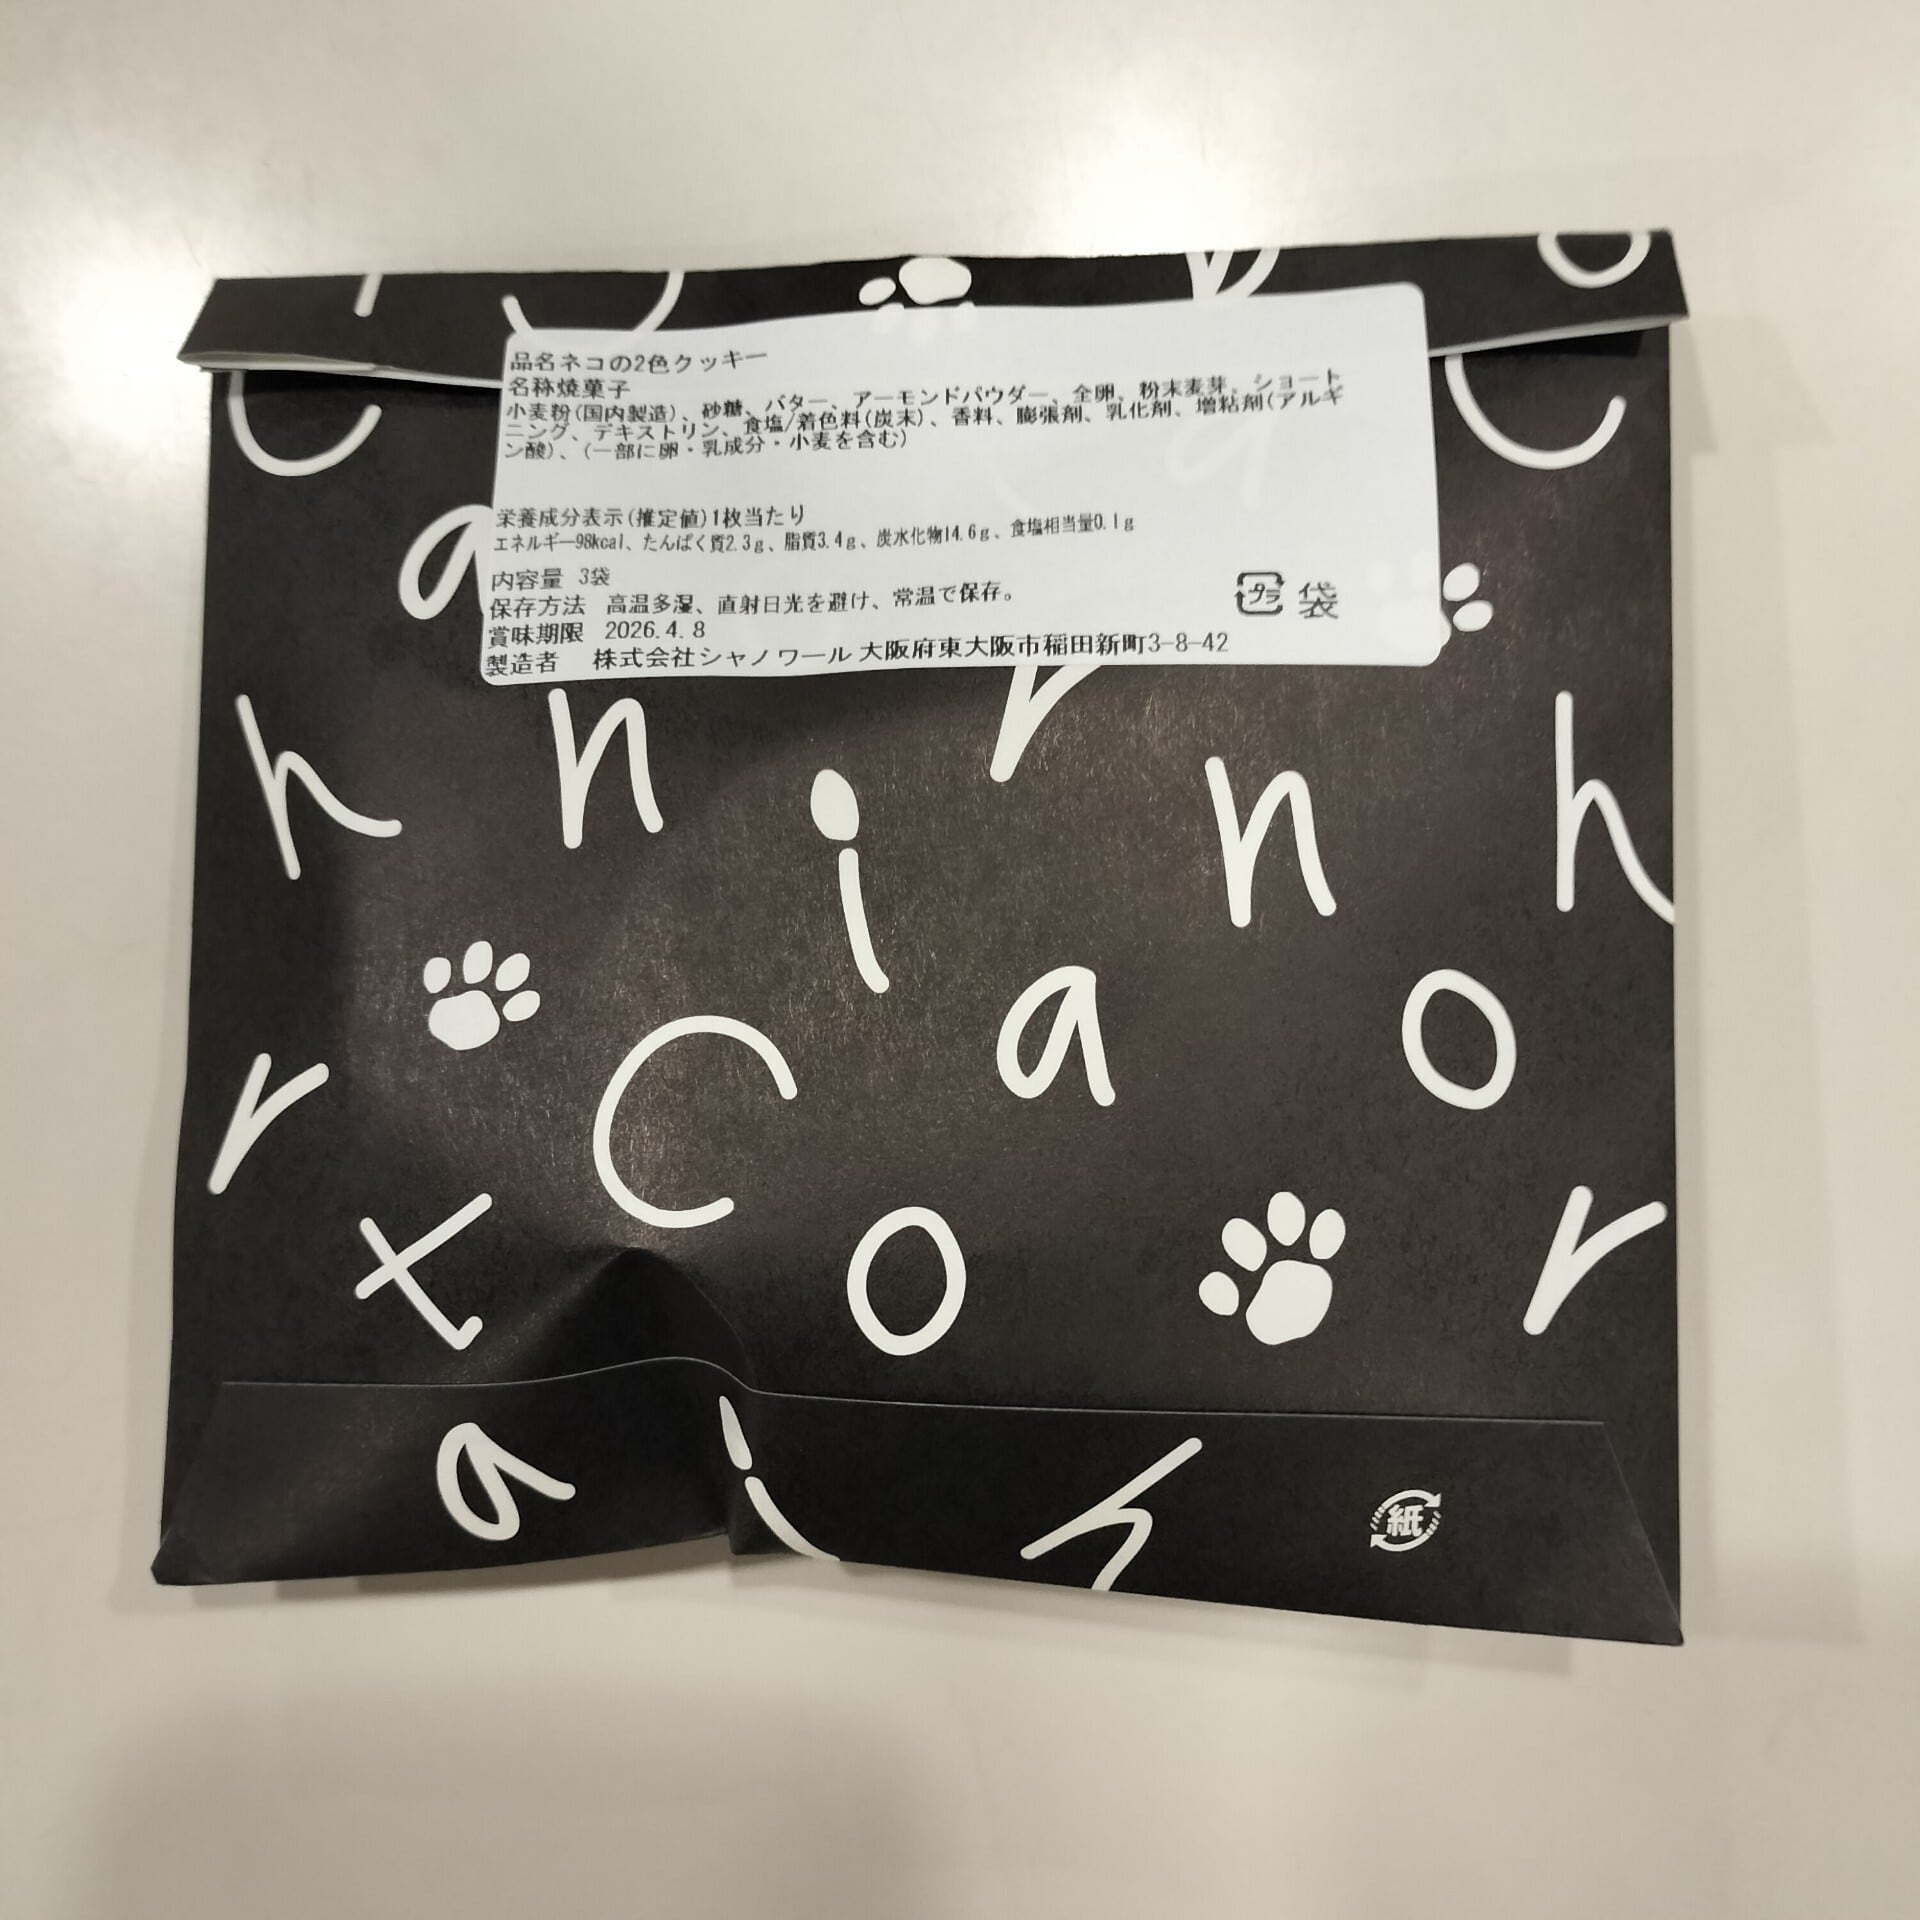 品名ネコの2色クッキー
名称焼菓子
小麦粉(国内製造)、砂糖、バター、アーモンドパウダー、全卵、粉末麦芽、ショート
ニング、デキストリン、食塩/着色料(炭末)、香料、膨張剤、乳化剤、増粘剤(アルギ
ン酸)、(一部に卵・乳成分・小麦を含む)
栄養成分表示(推定値)1枚当たり
エネルギー98kcal、たんぱく質2.3g、脂質3.4g、炭水化物14.6g、食塩相当量0.1g
内容量 3袋
保存方法 高温多湿、直射日光を避け、常温で保存。
プラ 袋
賞味期限 2026.4.8
製造者 株式会社シャノワール 大阪府東大阪市稲田新町3-8-42
c
c
a
h n i n h
r c a o
t o r
a i h
紙